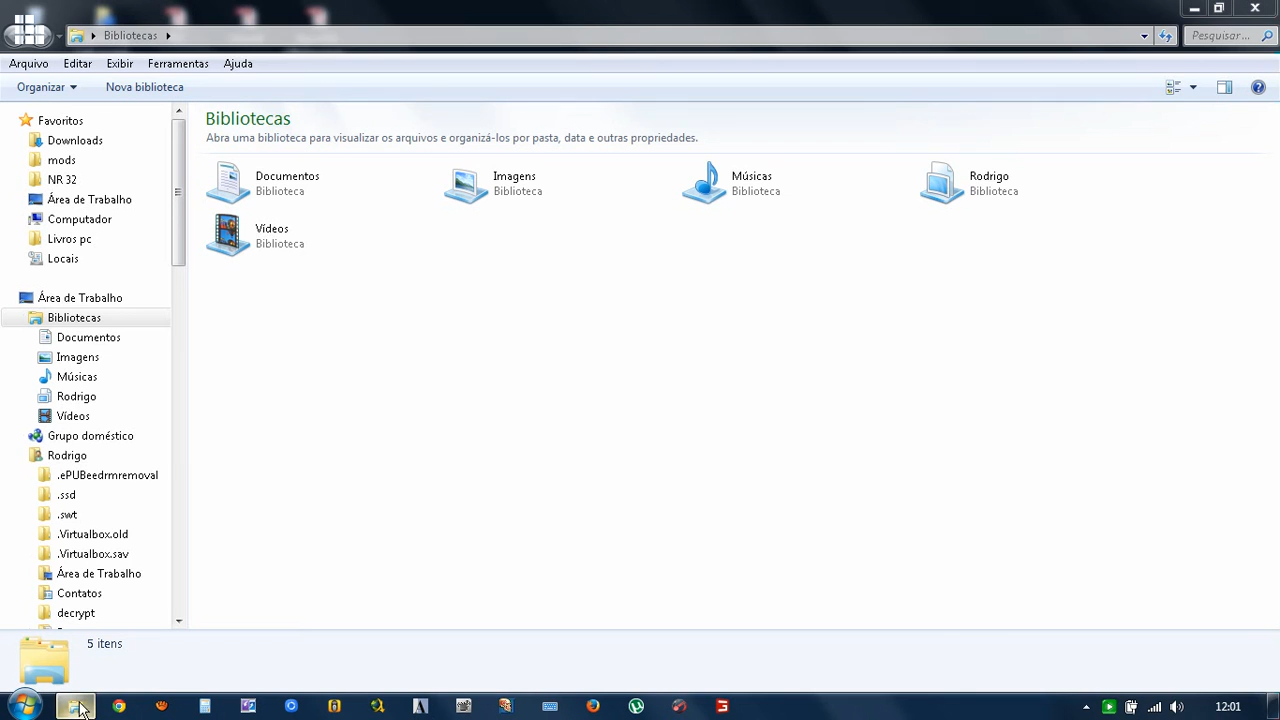 Bibliotecas
Pesquisar...
Arquivo Editar Exibir Ferramentas Ajuda
Organizar Nova biblioteca
Favoritos
Downloads
mods
NR 32
Área de Trabalho
Computador
Livros pc
Locais
Área de Trabalho
Bibliotecas
Documentos
Imagens
Músicas
Rodrigo
Vídeos
Grupo doméstico
Rodrigo
.ePUBeedrmremoval
.ssd
.swt
.Virtualbox.old
.Virtualbox.sav
Área de Trabalho
Contatos
decrypt
Bibliotecas
Abra uma biblioteca para visualizar os arquivos e organizá-los por pasta, data e outras propriedades.
Documentos
Biblioteca
Imagens
Biblioteca
Músicas
Biblioteca
Rodrigo
Biblioteca
Vídeos
Biblioteca
5 itens
12:01